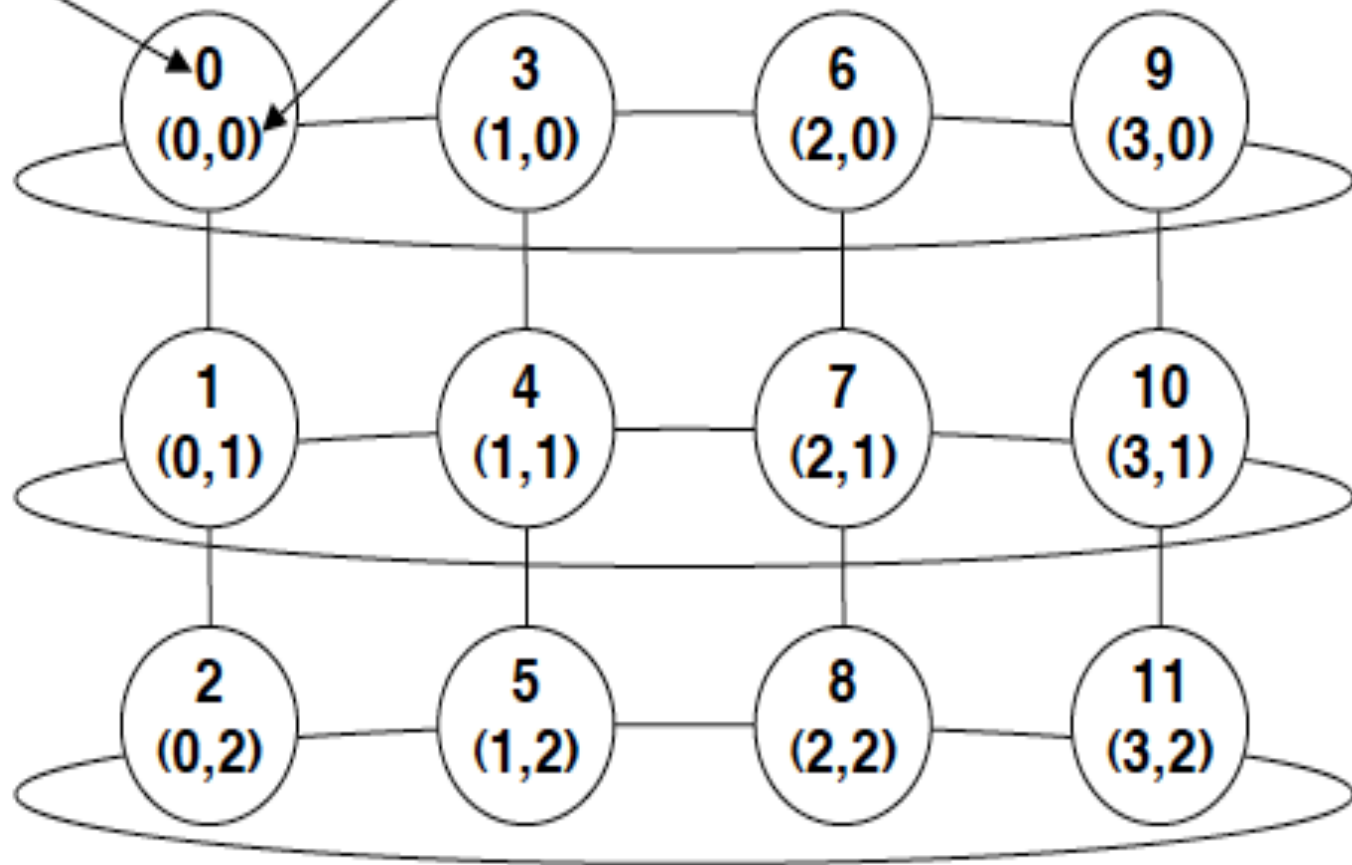 0 3 6 9
(0,0) (1,0) (2,0) (3,0)
1 4 7 10
(0,1) (1,1) (2,1) (3,1)
2 5 8 11
(0,2) (1,2) (2,2) (3,2)